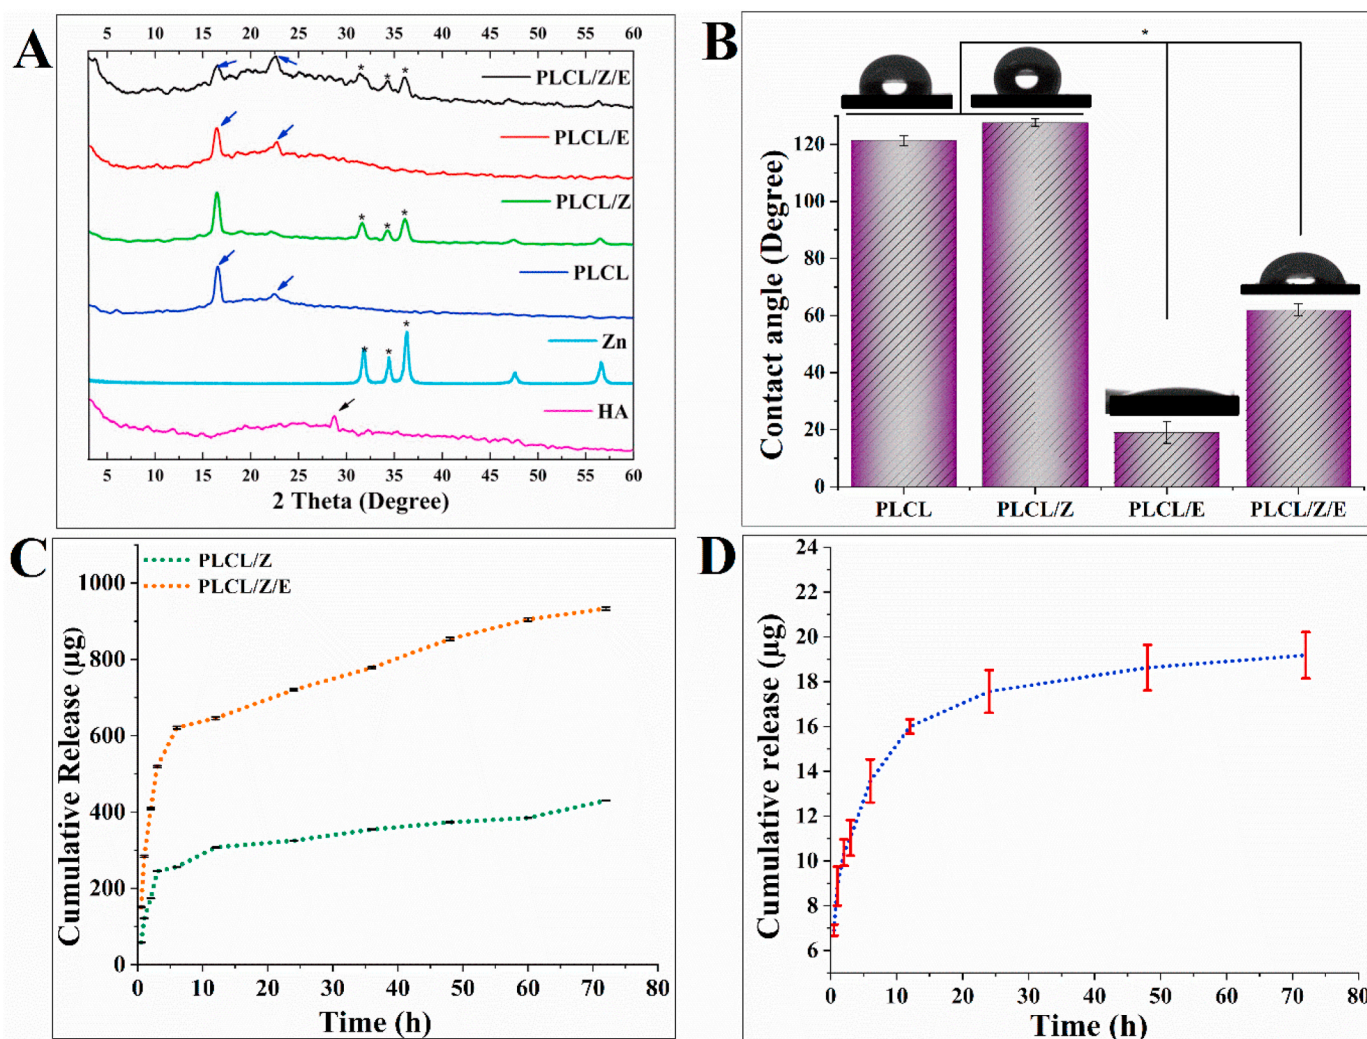 A
5 10 15 20 25 30 35 40 45 50 55 60
PLCL/Z/E
* * *
PLCL/E
PLCL/Z
* * *
PLCL
Zn
* * *
HA
5 10 15 20 25 30 35 40 45 50 55 60
2 Theta (Degree)
B
*
Contact angle (Degree)
120
100
80
60
40
20
0
PLCL PLCL/Z PLCL/E PLCL/Z/E
C
PLCL/Z
PLCL/Z/E
Cumulative Release (µg)
1000
800
600
400
200
0
0 10 20 30 40 50 60 70 80
Time (h)
D
Cumulative release (µg)
24
22
20
18
16
14
12
10
8
6
0 10 20 30 40 50 60 70 80
Time (h)